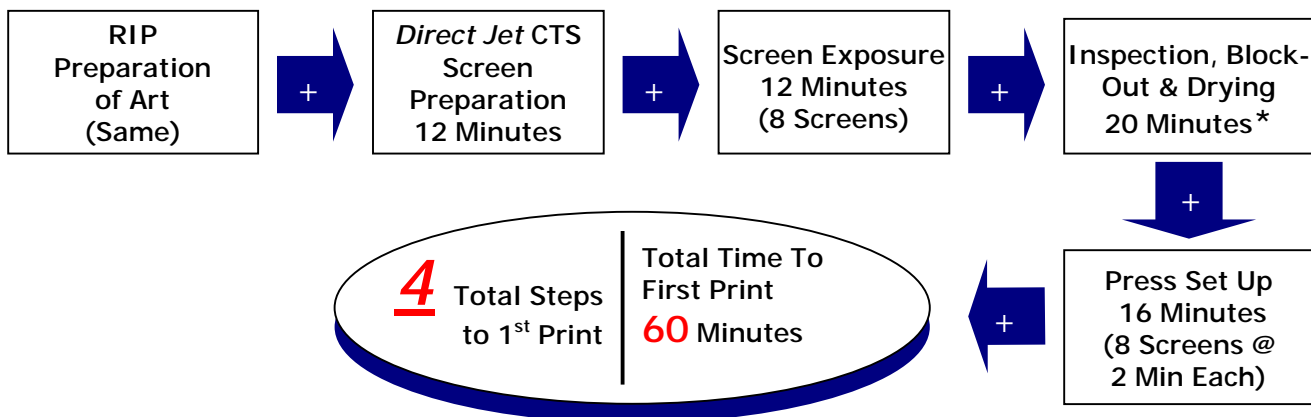 RIP
Preparation
of Art
(Same)
+
Direct Jet CTS
Screen
Preparation
12 Minutes
+
Screen Exposure
12 Minutes
(8 Screens)
+
Inspection, Block-
Out & Drying
20 Minutes*
+
Press Set Up
16 Minutes
(8 Screens @
2 Min Each)
+
4 Total Steps
to 1st Print
Total Time To
First Print
60 Minutes